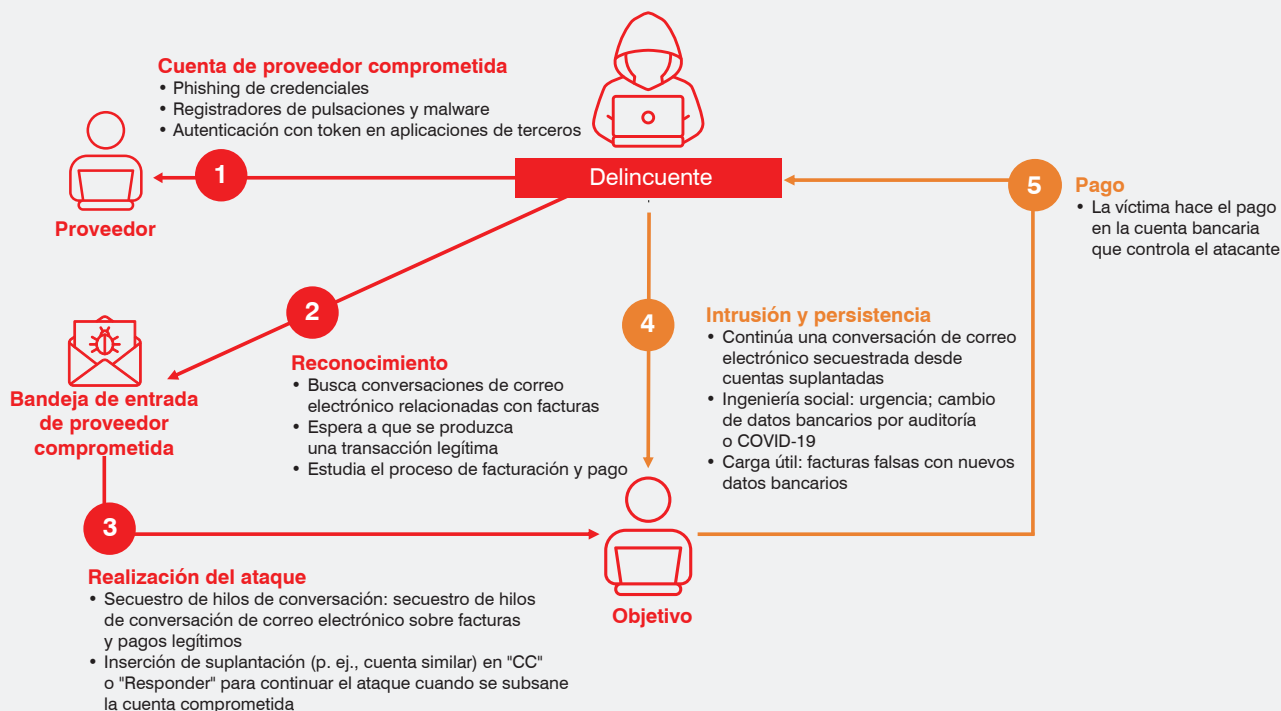 Cuenta de proveedor comprometida
• Phishing de credenciales
• Registradores de pulsaciones y malware
• Autenticación con token en aplicaciones de terceros
1
Proveedor
Delincuente
5
Pago
• La víctima hace el pago
en la cuenta bancaria
que controla el atacante
2
Reconocimiento
• Busca conversaciones de correo
electrónico relacionadas con facturas
• Espera a que se produzca
una transacción legítima
• Estudia el proceso de facturación y pago
4
Intrusión y persistencia
• Continúa una conversación de correo
electrónico secuestrada desde
cuentas suplantadas
• Ingeniería social: urgencia; cambio
de datos bancarios por auditoría
o COVID-19
• Carga útil: facturas falsas con nuevos
datos bancarios
Bandeja de entrada
de proveedor
comprometida
3
Realización del ataque
• Secuestro de hilos de conversación: secuestro de hilos
de conversación de correo electrónico sobre facturas
y pagos legítimos
• Inserción de suplantación (p. ej., cuenta similar) en "CC"
o "Responder" para continuar el ataque cuando se subsane
la cuenta comprometida
Objetivo